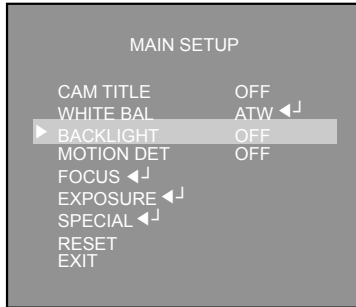 MAIN SETUP
CAM TITLE OFF
WHITE BAL ATW ◄┘
► BACKLIGHT OFF
MOTION DET OFF
FOCUS ◄┘
EXPOSURE ◄┘
SPECIAL ◄┘
RESET
EXIT